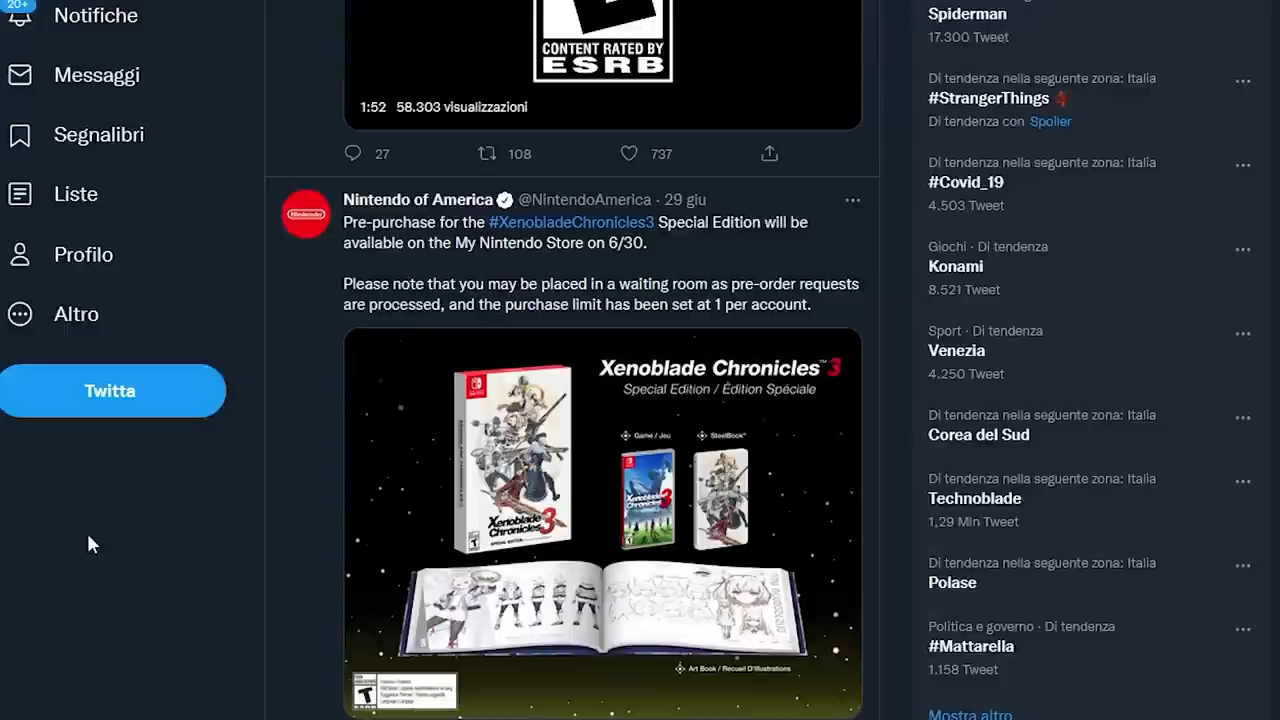 20+
Notifiche
Messaggi
Segnalibri
Liste
Profilo
Altro
Twitta
CONTENT RATED BY
ESRB
1:52 58.303 visualizzazioni
27 108 737
Nintendo of America @NintendoAmerica · 29 giu
Pre-purchase for the #XenobladeChronicles3 Special Edition will be
available on the My Nintendo Store on 6/30.
Please note that you may be placed in a waiting room as pre-order requests
are processed, and the purchase limit has been set at 1 per account.
Nintendo
Xenoblade Chronicles™ 3
Special Edition / Édition Spéciale
Game / Jeu
SteelBook®
Xenoblade
Chronicles 3
SPECIAL EDITION
Xenoblade
Chronicles 3
Art Book / Recueil D'Illustrations
T
ESRB
Spiderman
17.300 Tweet
Di tendenza nella seguente zona: Italia
#StrangerThings
Di tendenza con Spoiler
Di tendenza nella seguente zona: Italia
#Covid_19
4.503 Tweet
Giochi · Di tendenza
Konami
8.521 Tweet
Sport · Di tendenza
Venezia
4.250 Tweet
Di tendenza nella seguente zona: Italia
Corea del Sud
Di tendenza nella seguente zona: Italia
Technoblade
1,29 Mln Tweet
Di tendenza nella seguente zona: Italia
Polase
Politica e governo · Di tendenza
#Mattarella
1.158 Tweet
Mostra altro